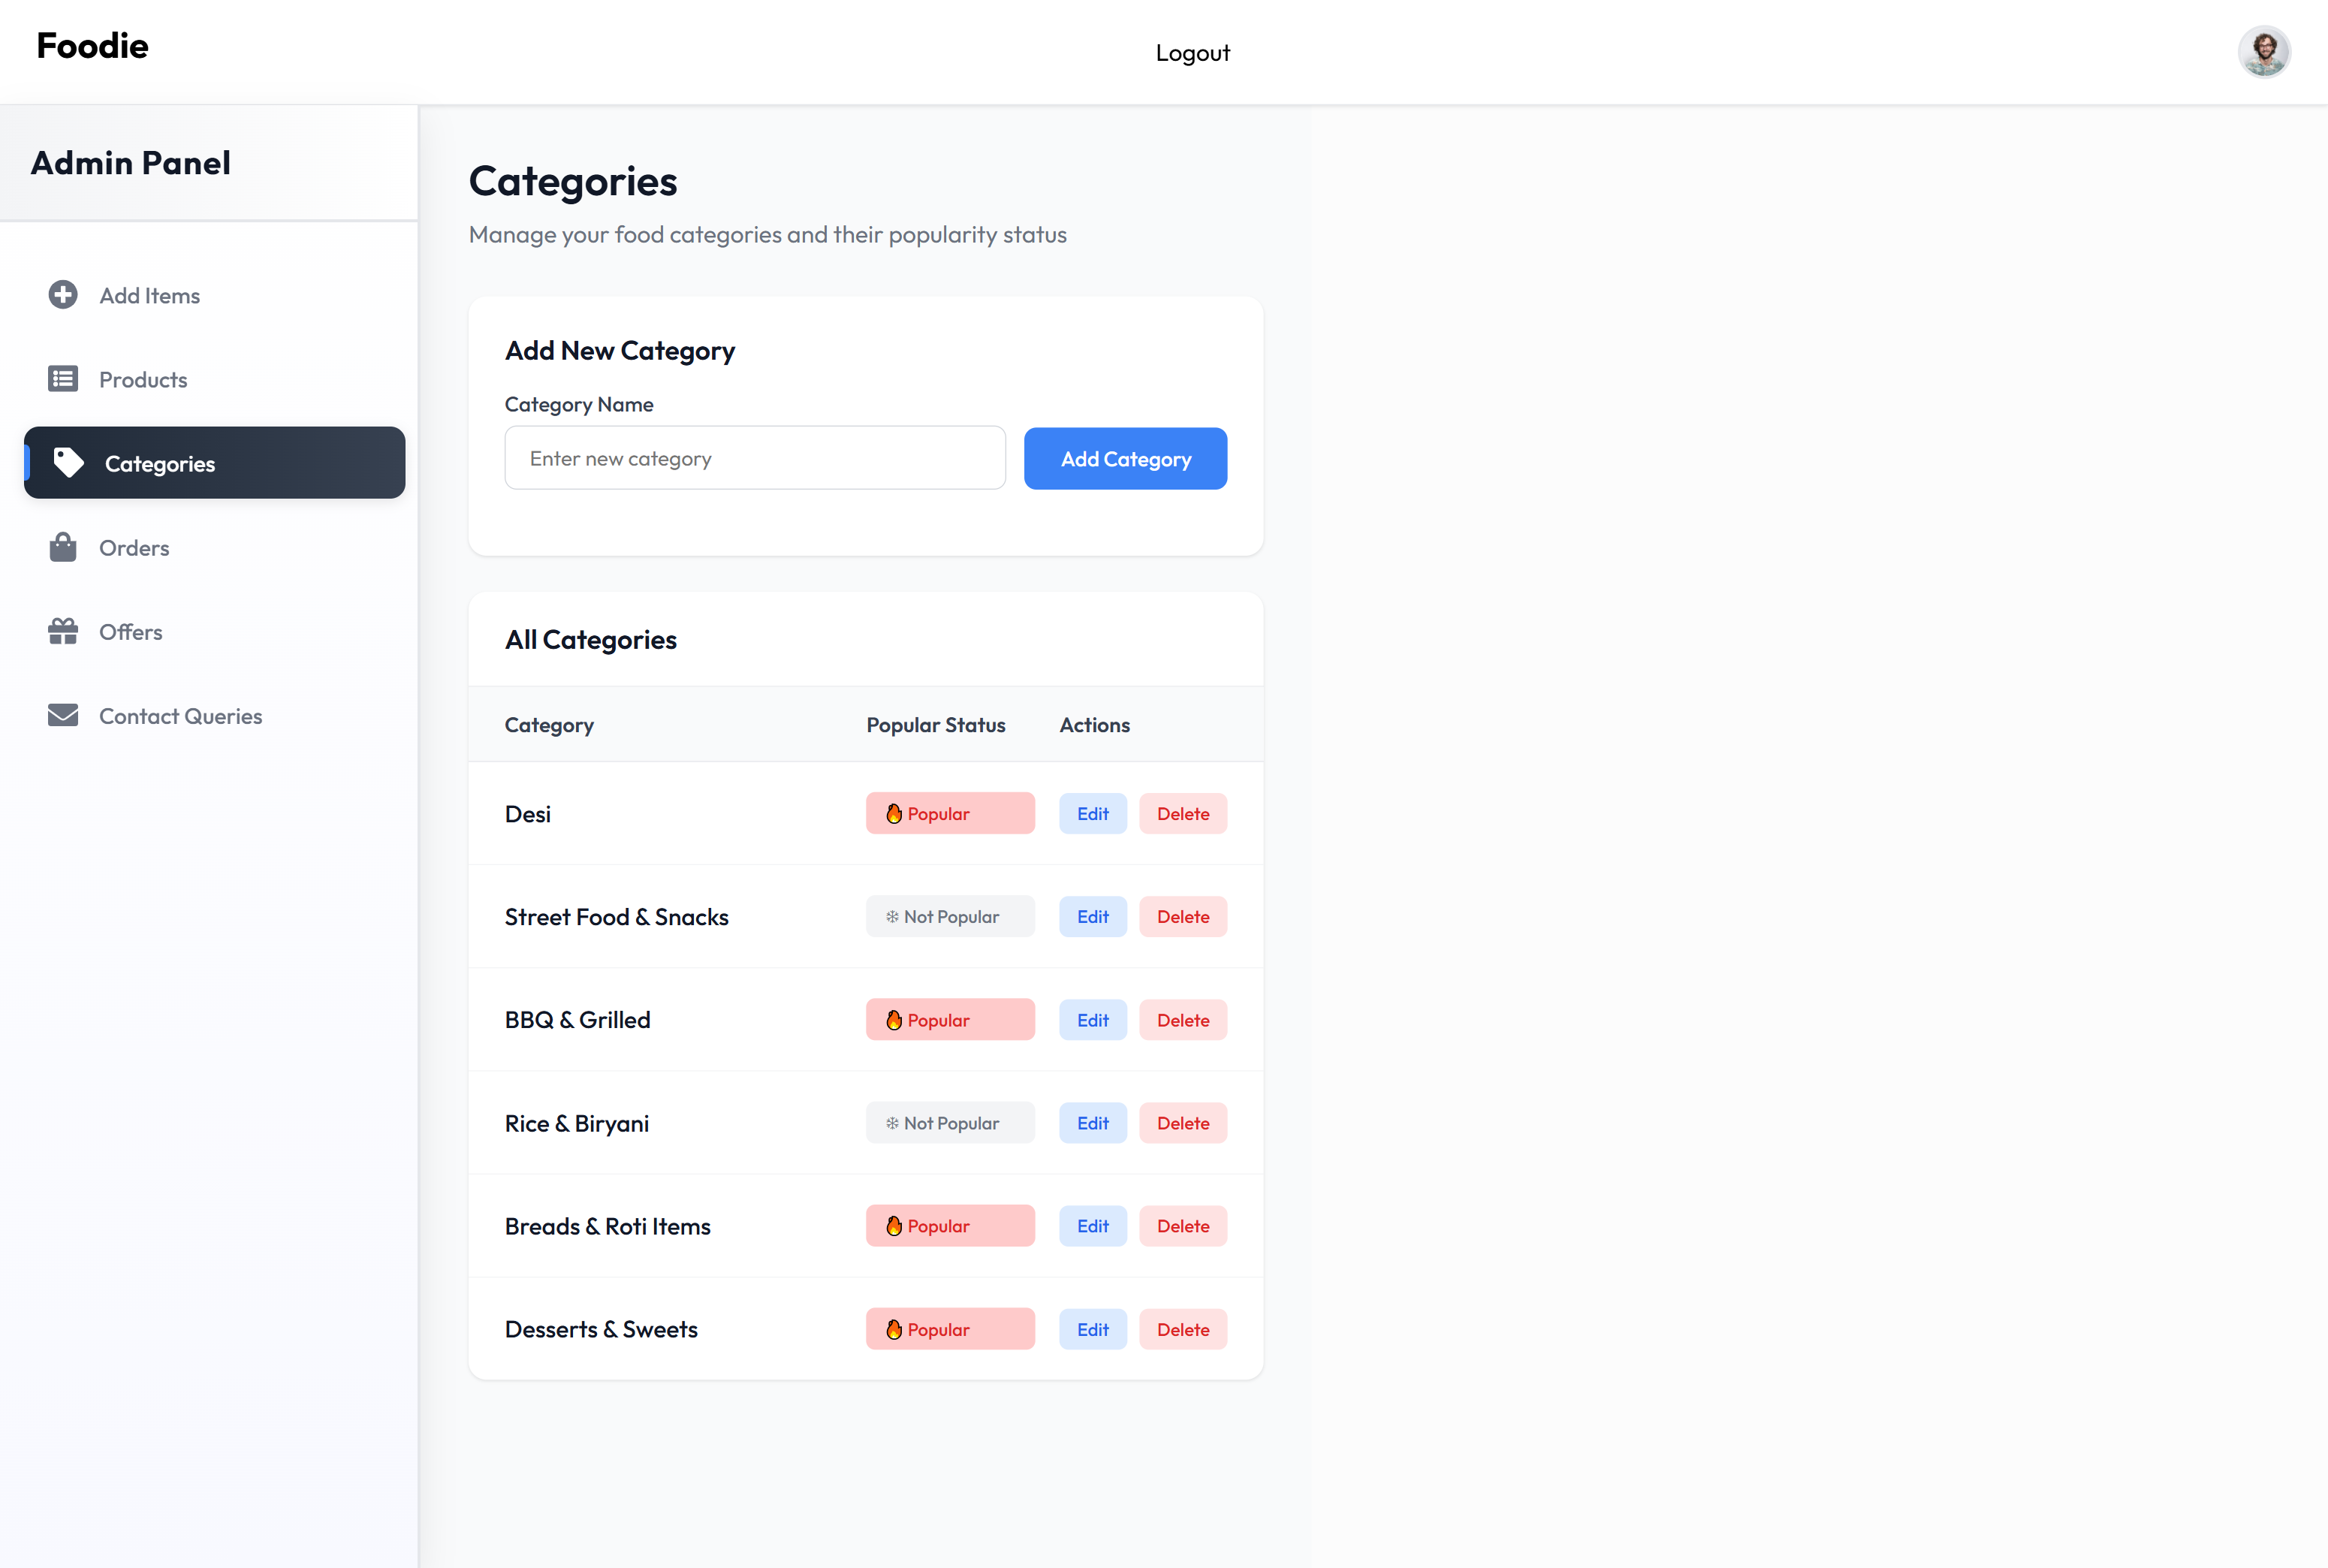 Foodie
Logout
Admin Panel
Add Items
Products
Categories
Orders
Offers
Contact Queries
Categories
Manage your food categories and their popularity status
Add New Category
Category Name
Enter new category
Add Category
All Categories
Category Popular Status Actions
Desi 🔥 Popular Edit Delete
Street Food & Snacks ❄ Not Popular Edit Delete
BBQ & Grilled 🔥 Popular Edit Delete
Rice & Biryani ❄ Not Popular Edit Delete
Breads & Roti Items 🔥 Popular Edit Delete
Desserts & Sweets 🔥 Popular Edit Delete